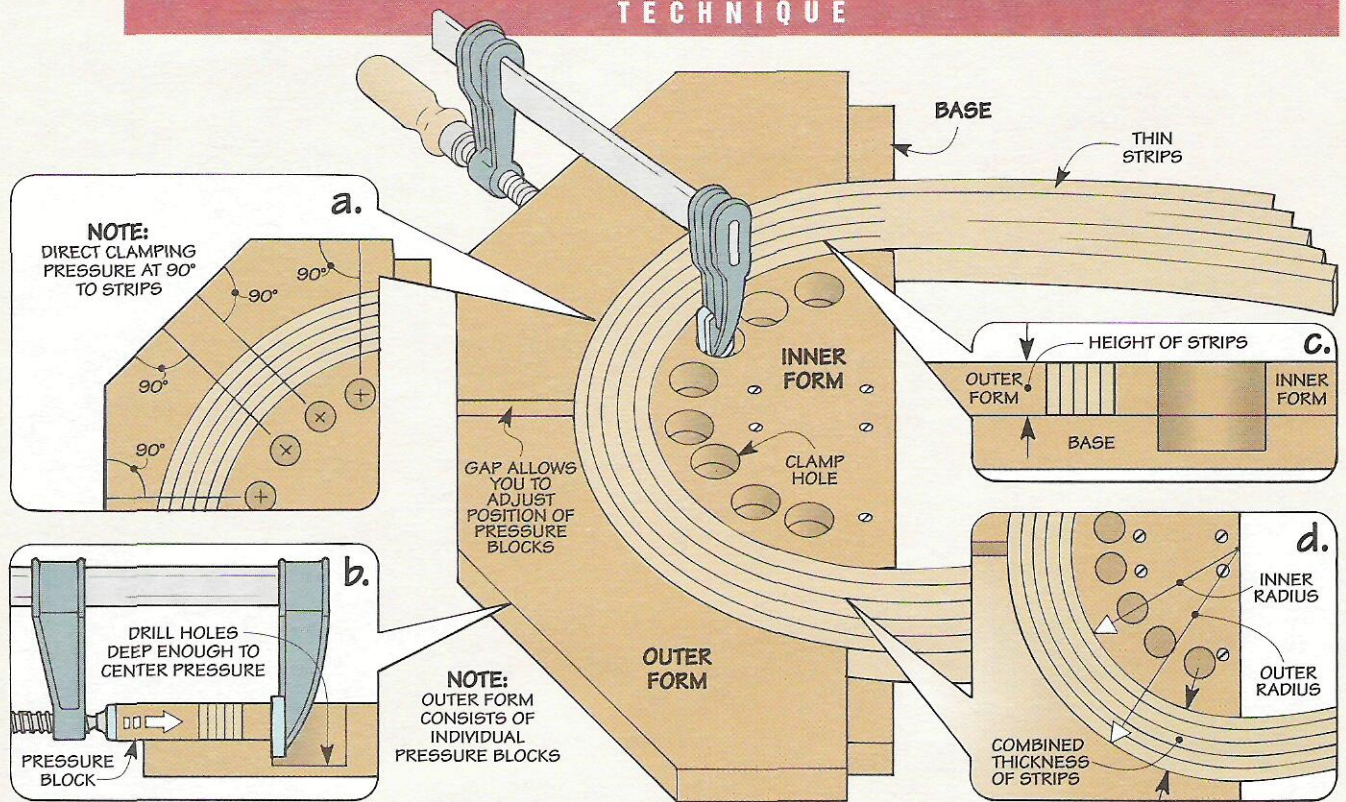 TECHNIQUE
BASE
THIN
STRIPS
a.
NOTE:
DIRECT CLAMPING
PRESSURE AT 90°
TO STRIPS
90°
90°
90°
90°
INNER
FORM
c.
HEIGHT OF STRIPS
OUTER
FORM
INNER
FORM
BASE
GAP ALLOWS
YOU TO
ADJUST
POSITION OF
PRESSURE
BLOCKS
CLAMP
HOLE
b.
DRILL HOLES
DEEP ENOUGH TO
CENTER PRESSURE
PRESSURE
BLOCK
NOTE:
OUTER FORM
CONSISTS OF
INDIVIDUAL
PRESSURE BLOCKS
OUTER
FORM
d.
INNER
RADIUS
OUTER
RADIUS
COMBINED
THICKNESS
OF STRIPS